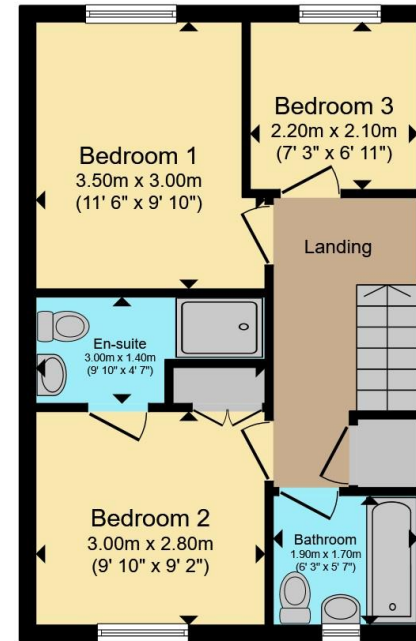 Bedroom 1
3.50m x 3.00m
(11' 6" x 9' 10")
Bedroom 3
2.20m x 2.10m
(7' 3" x 6' 11")
Landing
En-suite
3.00m x 1.40m
(9' 10" x 4' 7")
Bedroom 2
3.00m x 2.80m
(9' 10" x 9' 2")
Bathroom
1.90m x 1.70m
(6' 3" x 5' 7")